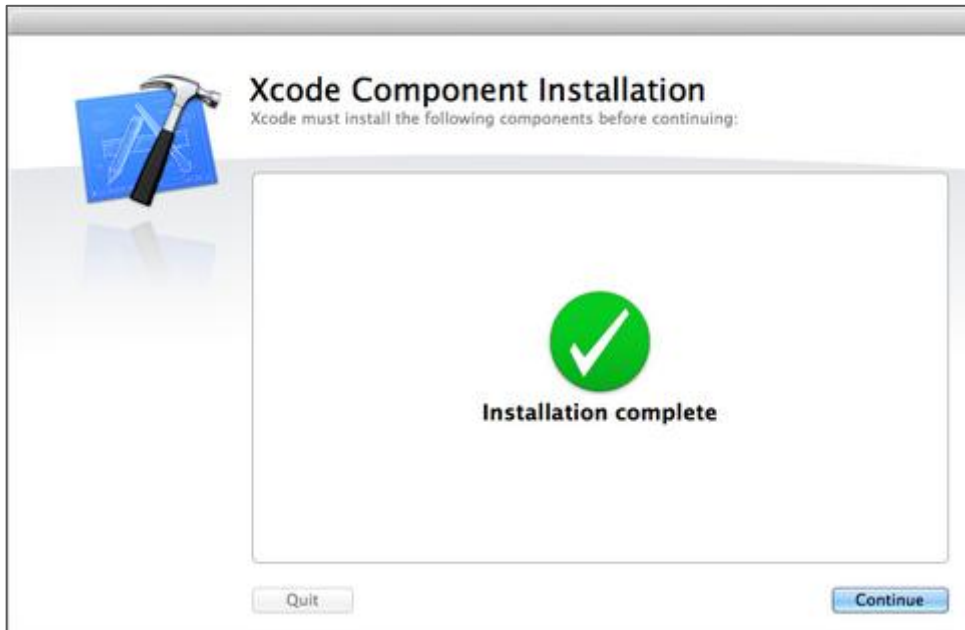 Xcode Component Installation
Xcode must install the following components before continuing:
Installation complete
Quit
Continue